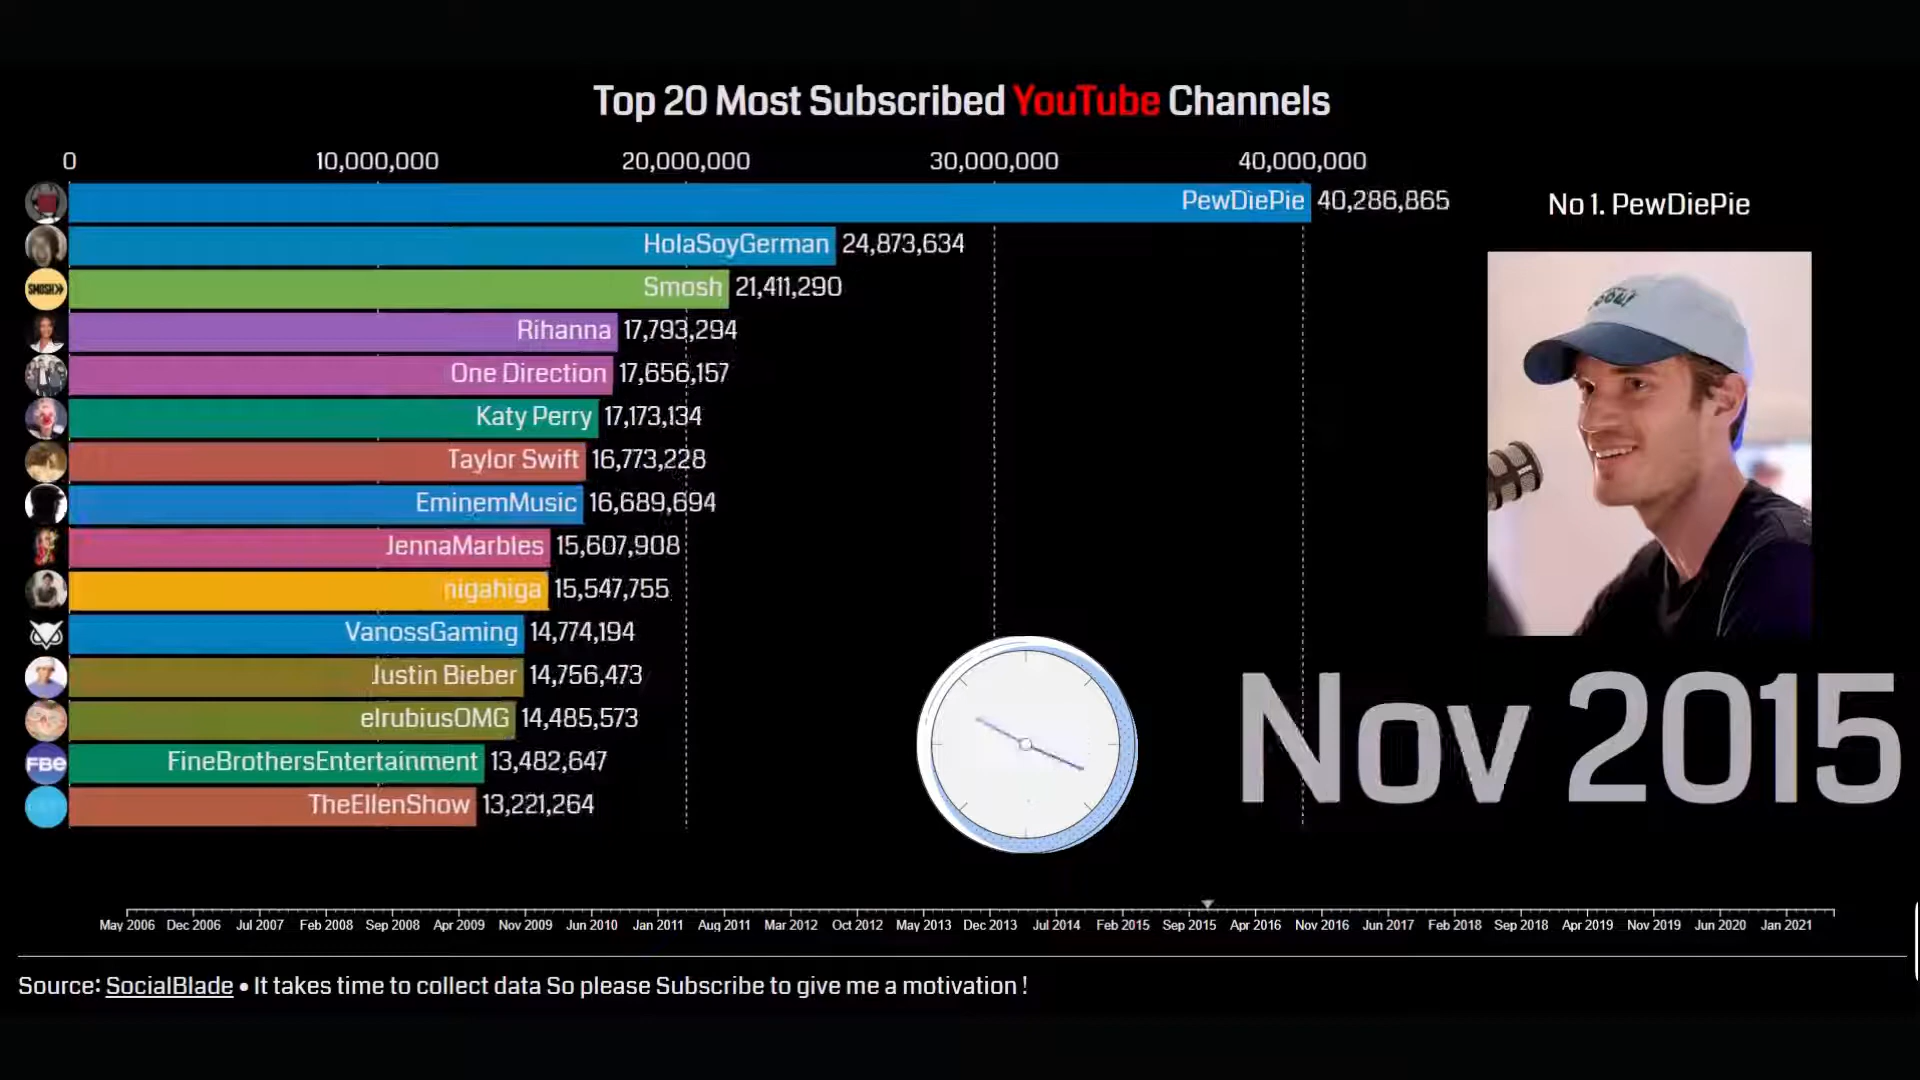 Top 20 Most Subscribed YouTube Channels
0 10,000,000 20,000,000 30,000,000 40,000,000
PewDiePie 40,286,865
No 1. PewDiePie
HolaSoyGerman 24,873,634
SMOSH Smosh 21,411,290
Rihanna 17,793,294
One Direction 17,656,157
Katy Perry 17,173,134
Taylor Swift 16,773,228
EminemMusic 16,689,694
JennaMarbles 15,607,908
nigahiga 15,547,755
VanossGaming 14,774,194
Justin Bieber 14,756,473
elrubiusOMG 14,485,573
FBE FineBrothersEntertainment 13,482,647
TheEllenShow 13,221,264
Nov 2015
May 2006 Dec 2006 Jul 2007 Feb 2008 Sep 2008 Apr 2009 Nov 2009 Jun 2010 Jan 2011 Aug 2011 Mar 2012 Oct 2012 May 2013 Dec 2013 Jul 2014 Feb 2015 Sep 2015 Apr 2016 Nov 2016 Jun 2017 Feb 2018 Sep 2018 Apr 2019 Nov 2019 Jun 2020 Jan 2021
Source: SocialBlade • It takes time to collect data So please Subscribe to give me a motivation !